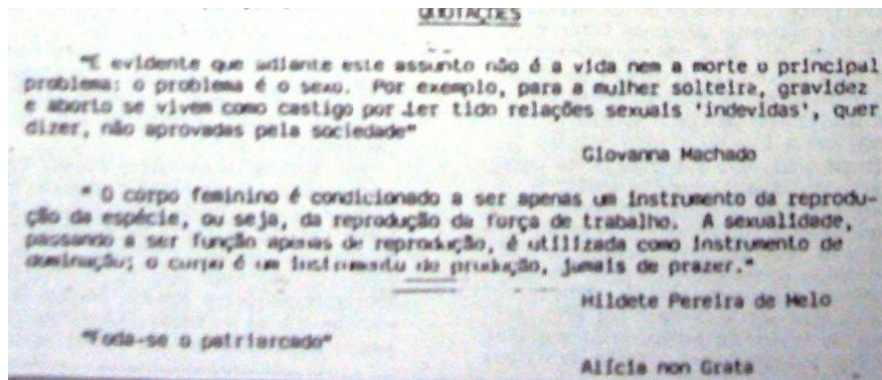 QUOTAÇÕES
"É evidente que adiante este assunto não é a vida nem a morte o principal
problema: o problema é o sexo. Por exemplo, para a mulher solteira, gravidez
e aborto se vivem como castigo por ter tido relações sexuais 'indevidas', quer
dizer, não aprovadas pela sociedade"
Giovanna Machado
" O corpo feminino é condicionado a ser apenas um instrumento da reprodu-
ção da espécie, ou seja, da reprodução da força de trabalho. A sexualidade,
passando a ser função apenas de reprodução, é utilizada como instrumento de
dominação; o corpo é um instrumento de produção, jamais de prazer."
Hildete Pereira de Melo
"Foda-se o patriarcado"
Alícia non Grata